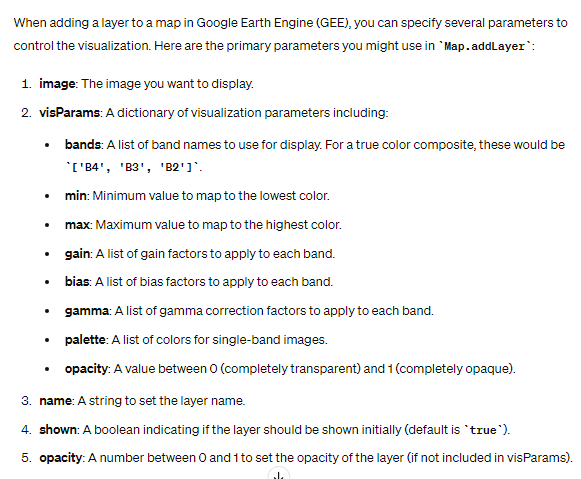 When adding a layer to a map in Google Earth Engine (GEE), you can specify several parameters to
control the visualization. Here are the primary parameters you might use in `Map.addLayer`:
1. image: The image you want to display.
2. visParams: A dictionary of visualization parameters including:
• bands: A list of band names to use for display. For a true color composite, these would be
`['B4', 'B3', 'B2']`.
• min: Minimum value to map to the lowest color.
• max: Maximum value to map to the highest color.
• gain: A list of gain factors to apply to each band.
• bias: A list of bias factors to apply to each band.
• gamma: A list of gamma correction factors to apply to each band.
• palette: A list of colors for single-band images.
• opacity: A value between 0 (completely transparent) and 1 (completely opaque).
3. name: A string to set the layer name.
4. shown: A boolean indicating if the layer should be shown initially (default is `true`).
5. opacity: A number between 0 and 1 to set the opacity of the layer (if not included in visParams).